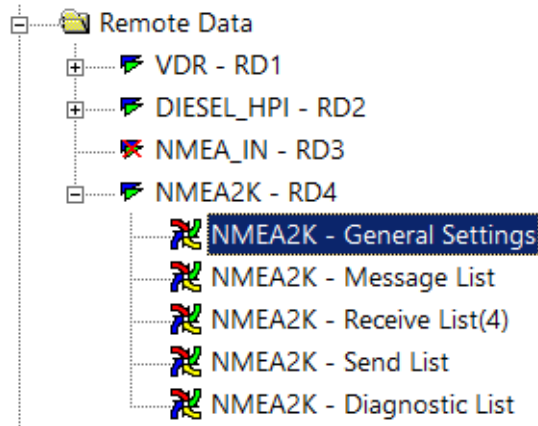 Remote Data
VDR - RD1
DIESEL_HPI - RD2
NMEA_IN - RD3
NMEA2K - RD4
NMEA2K - General Settings
NMEA2K - Message List
NMEA2K - Receive List(4)
NMEA2K - Send List
NMEA2K - Diagnostic List